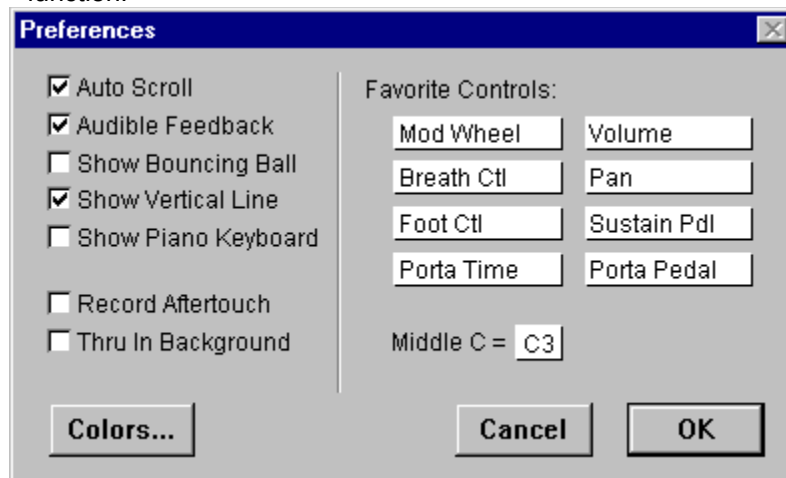 function.
Preferences
Auto Scroll
Audible Feedback
Show Bouncing Ball
Show Vertical Line
Show Piano Keyboard
Record Aftertouch
Thru In Background
Favorite Controls:
Mod Wheel Volume
Breath Ctl Pan
Foot Ctl Sustain Pdl
Porta Time Porta Pedal
Middle C = C3
Colors... Cancel OK